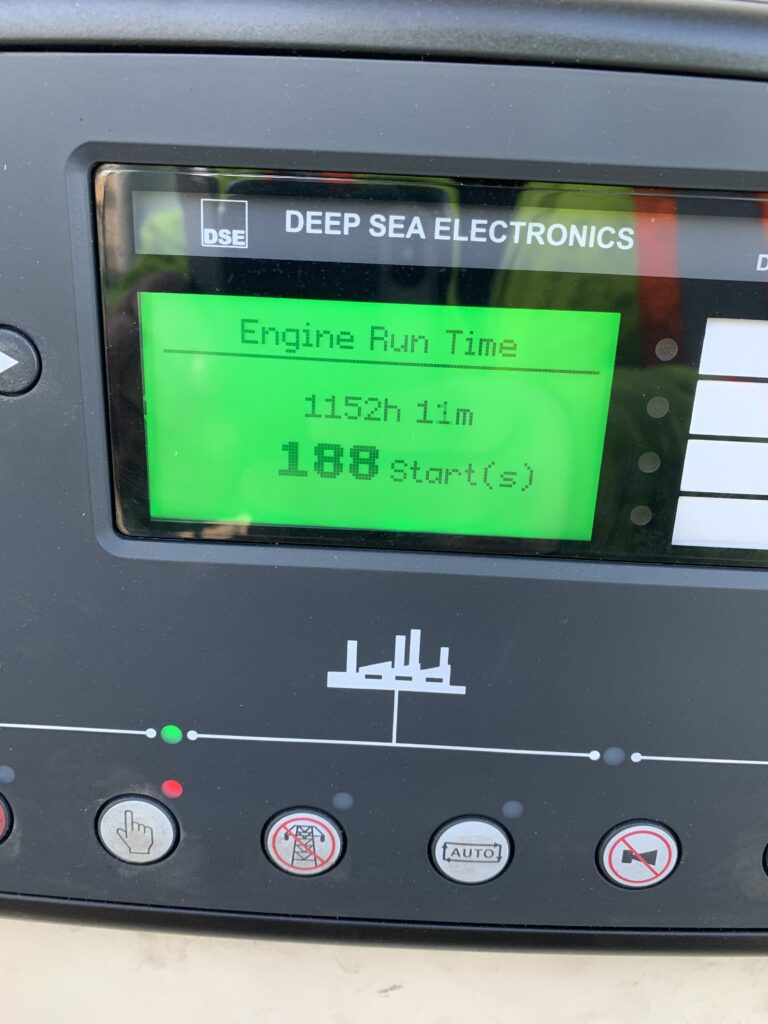 DSE
DEEP SEA ELECTRONICS
D
Engine Run Time
1152h 11m
188 Start(s)
AUTO